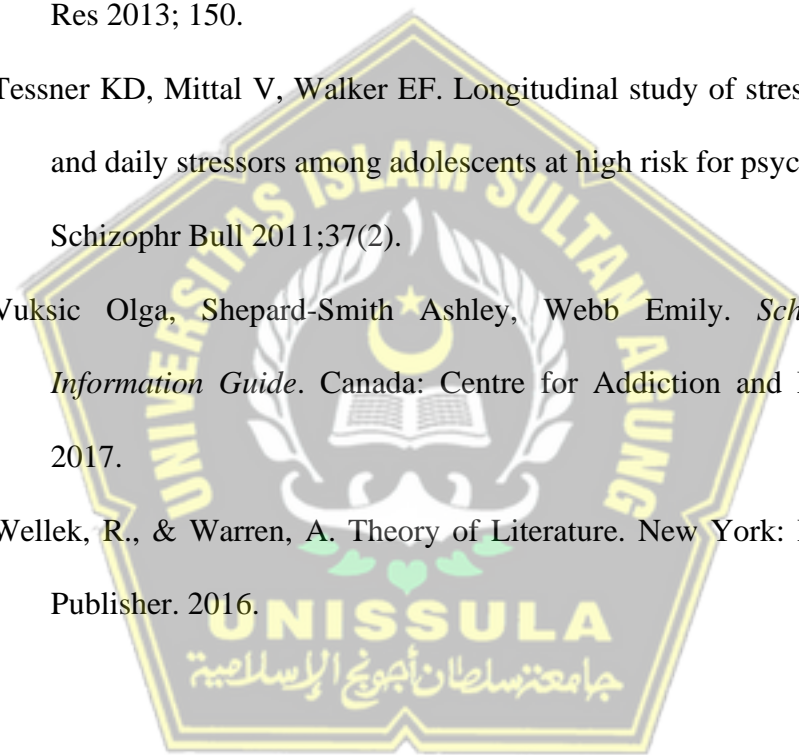 Res 2013; 150.
Tessner KD, Mittal V, Walker EF. Longitudinal study of stres
and daily stressors among adolescents at high risk for psyc
Schizophr Bull 2011;37(2).
Vuksic Olga, Shepard-Smith Ashley, Webb Emily. Sch
Information Guide. Canada: Centre for Addiction and
2017.
Wellek, R., & Warren, A. Theory of Literature. New York:
Publisher. 2016.
UNIVERSITAS ISLAM SULTAN AGUNG
UNISSULA
جامعة سلطان أجونج الإسلامية